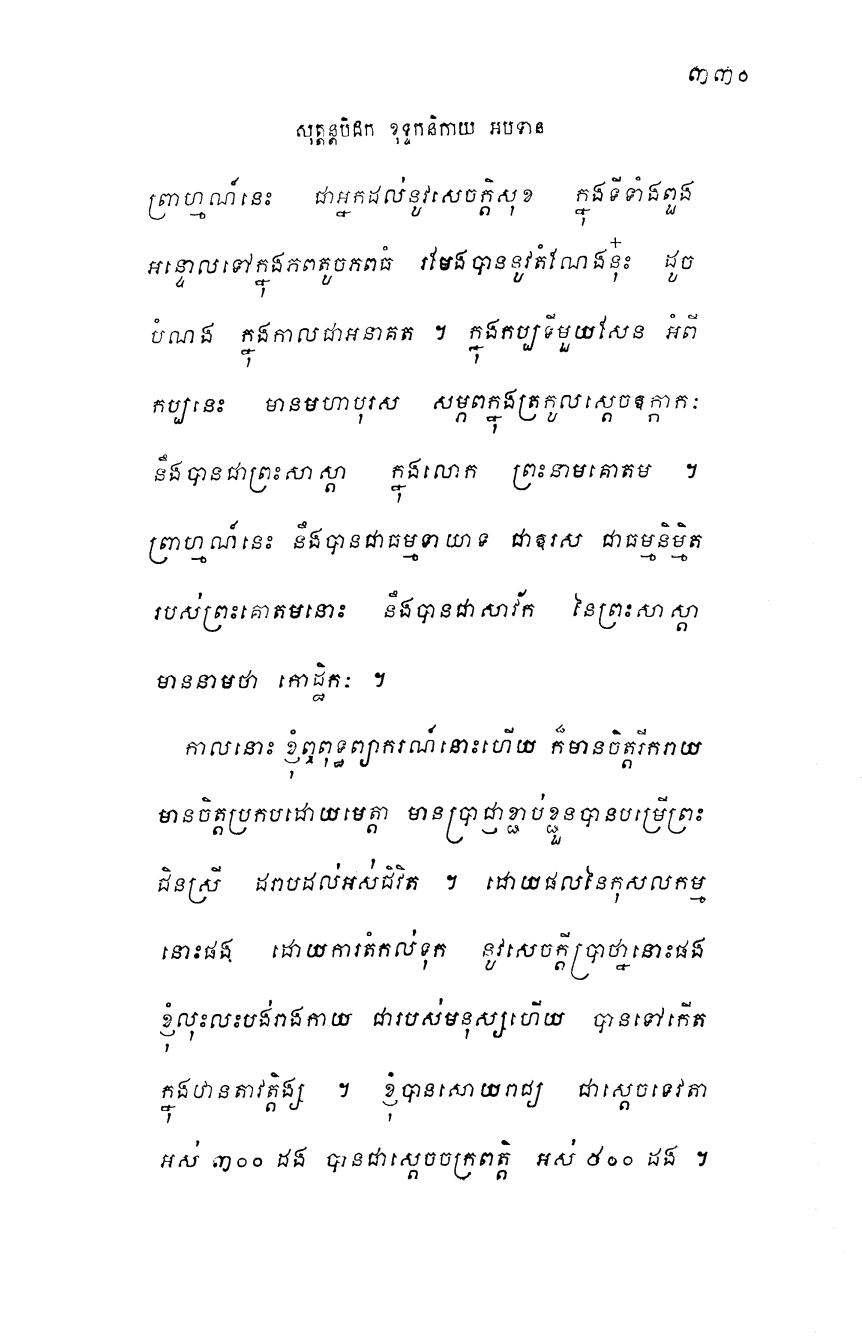 ៣៣០
សុត្តន្តបិដក ខុទ្ទកនិកាយ អបទាន
ព្រាហ្មណ៍នេះ ជាអ្នកដល់នូវសេចក្តិសុខ ក្នុងទីទាំងពួង
អន្ទោលទៅក្នុងភពតូចភពធំ រមែងបាននូវតំណែងនុ៎ះ ដូច
បំណង ក្នុងកាលជាអនាគត ។ ក្នុងកប្បទីមួយសែន អំពី
កប្បនេះ មានមហាបុរស សម្ភពក្នុងត្រកូលស្តេចឧក្កាកៈ
នឹងបានជាព្រះសាស្តា ក្នុងលោក ព្រះនាមគោតម ។
ព្រាហ្មណ៍នេះ នឹងបានជាធម្មទាយាទ ជាឱរស ជាធម្មនិម្មិត
របស់ព្រះគោតមនោះ នឹងបានជាសាវ័ក នៃព្រះសាស្តា
មាននាមថា កោដ្ឋិកៈ ។
កាលនោះ ខ្ញុំឮពុទ្ធព្យាករណ៍នោះហើយ ក៏មានចិត្តរីករាយ
មានចិត្តប្រកបដោយមេត្តា មានប្រាជ្ញាខ្ជាប់ខ្ជួនបានបម្រើព្រះ
ជិនស្រី ដរាបដល់អស់ជីវិត ។ ដោយផលនៃកុសលកម្ម
នោះផង ដោយការតំកល់ទុក នូវសេចក្តីប្រាថ្នានោះផង
ខ្ញុំលុះលះបង់រាងកាយ ជារបស់មនុស្សហើយ បានទៅកើត
ក្នុងឋានតាវត្តិង្ស ។ ខ្ញុំបានសោយរាជ្យ ជាស្តេចទេវតា
អស់ ៣០០ ដង បានជាស្តេចចក្រពត្តិ អស់ ៥០០ ដង ។